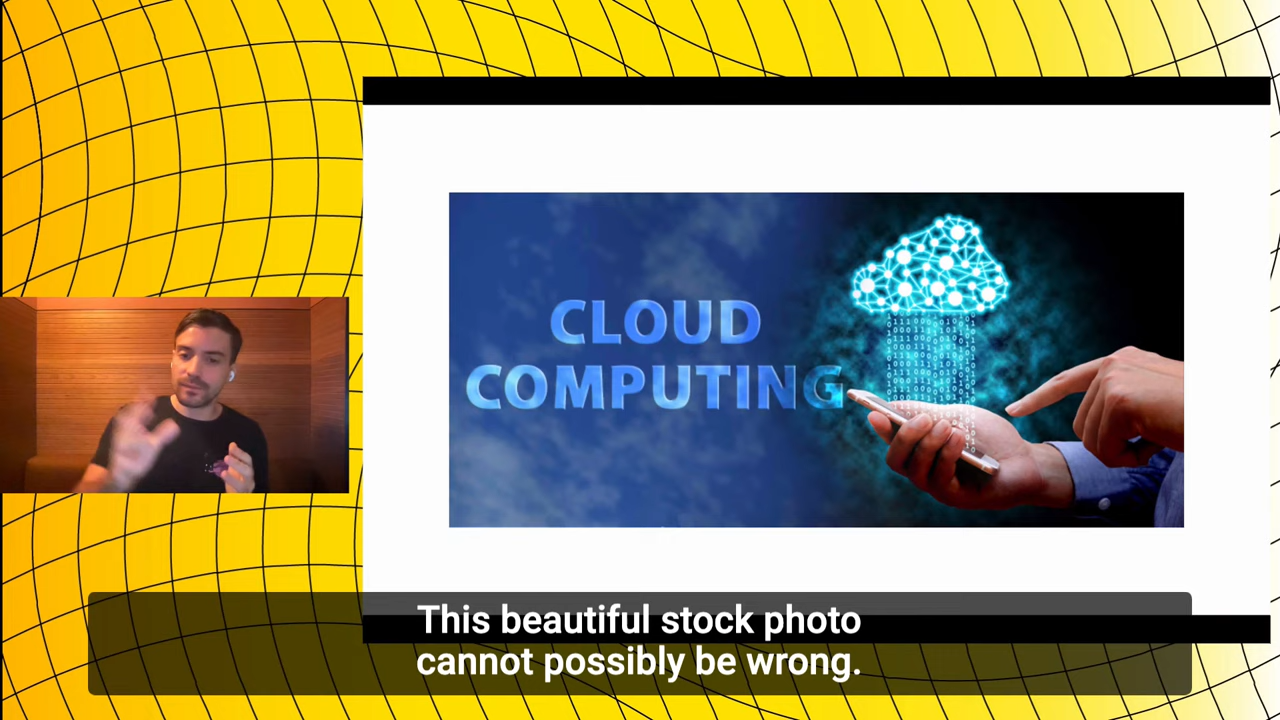 CLOUD
COMPUTING
This beautiful stock photo
cannot possibly be wrong.